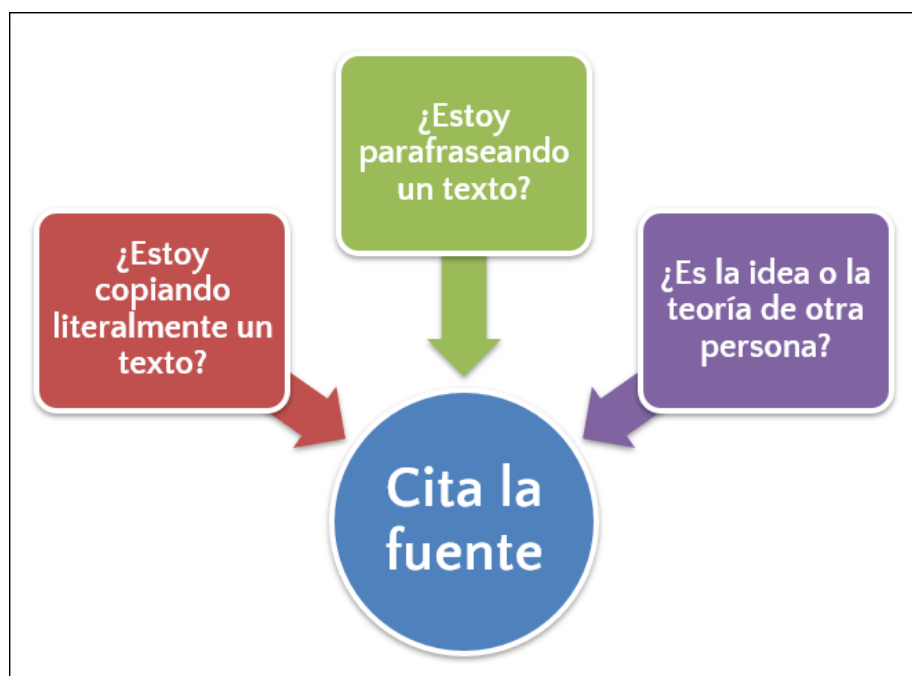 ¿Estoy
parafraseando
un texto?
¿Estoy
copiando
literalmente un
texto?
¿Es la idea o la
teoría de otra
persona?
Cita la
fuente